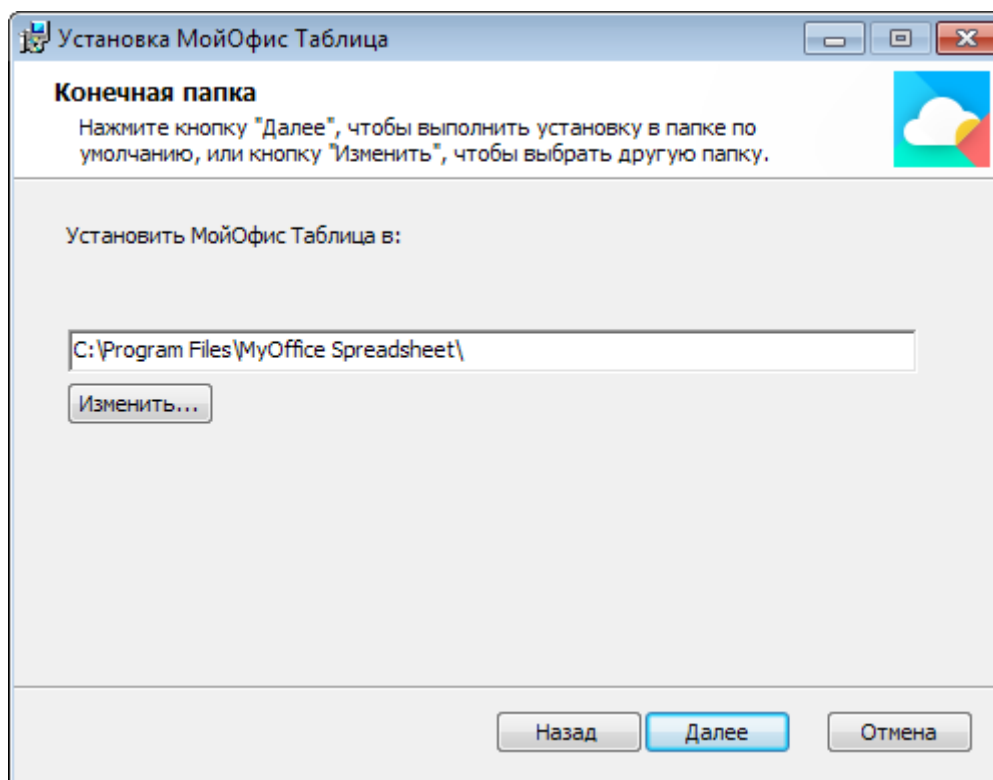 Установка МойОфис Таблица
Конечная папка
Нажмите кнопку "Далее", чтобы выполнить установку в папке по
умолчанию, или кнопку "Изменить", чтобы выбрать другую папку.
Установить МойОфис Таблица в:
C:\Program Files\MyOffice Spreadsheet\
Изменить...
Назад Далее Отмена